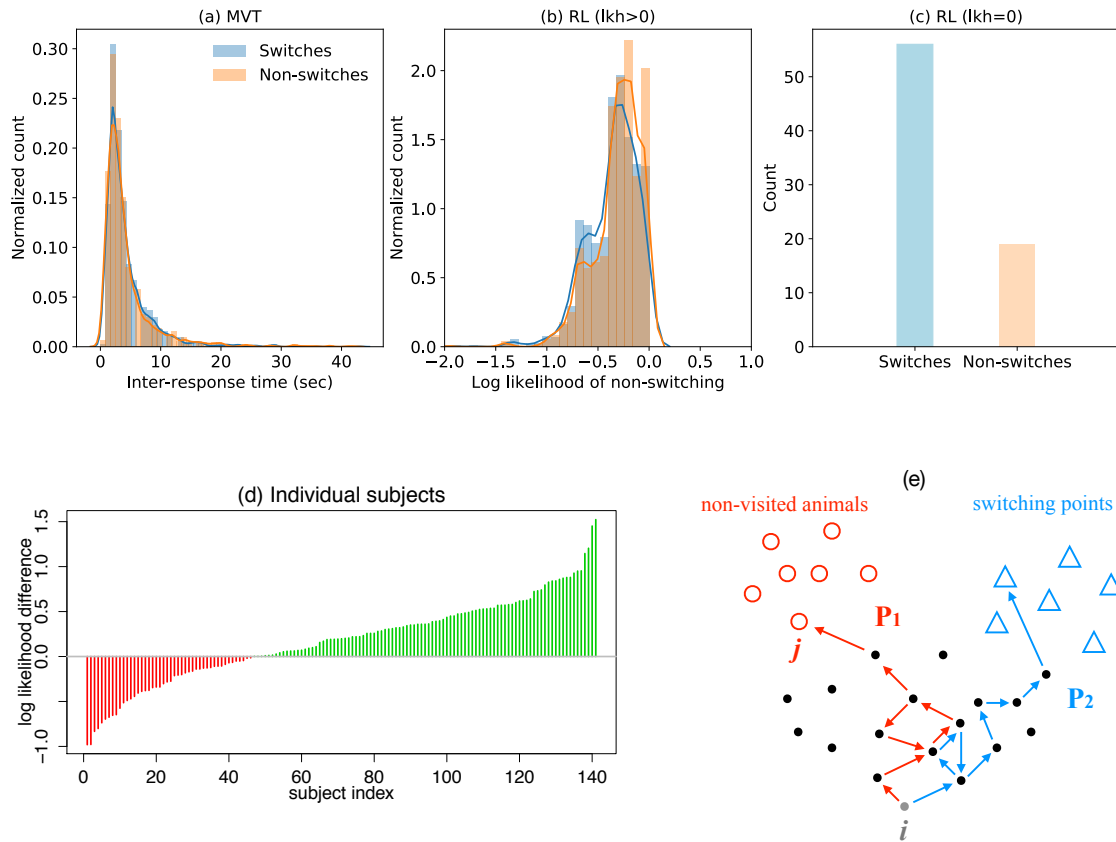 (a) MVT
Switches
Non-switches
Normalized count
0.30
0.25
0.20
0.15
0.10
0.05
0.00
0 10 20 30 40
Inter-response time (sec)
(b) RL (lkh>0)
Normalized count
2.0
1.5
1.0
0.5
0.0
−2.0 −1.5 −1.0 −0.5 0.0 0.5 1.0
Log likelihood of non-switching
(c) RL (lkh=0)
Count
50
40
30
20
10
0
Switches Non-switches
(d) Individual subjects
log likelihood difference
1.5
1.0
0.5
0.0
−1.0
0 20 40 60 80 100 120 140
subject index
(e)
non-visited animals
switching points
P1
j
P2
i